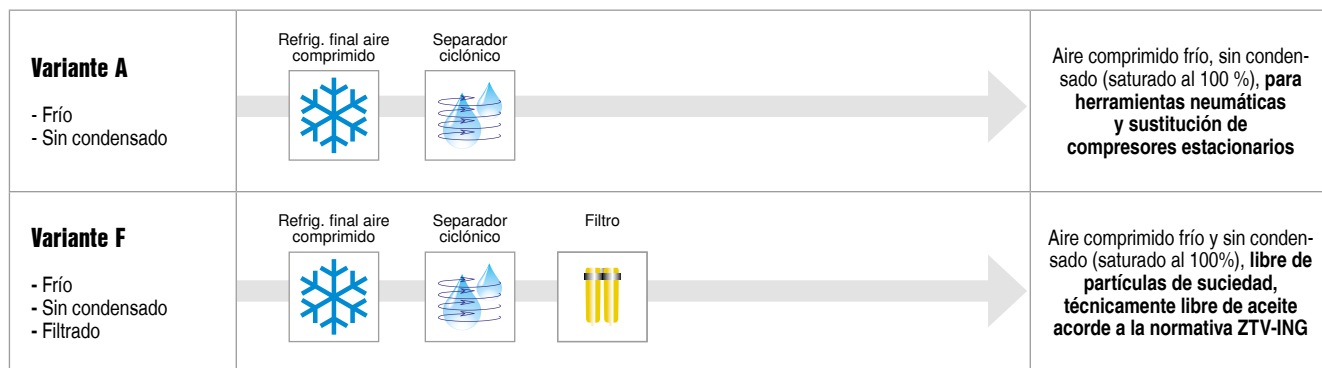 Variante A
- Frío
- Sin condensado
Refrig. final aire
comprimido
Separador
ciclónico
Aire comprimido frío, sin conden-
sado (saturado al 100 %), para
herramientas neumáticas
y sustitución de
compresores estacionarios
Variante F
- Frío
- Sin condensado
- Filtrado
Refrig. final aire
comprimido
Separador
ciclónico
Filtro
Aire comprimido frío y sin conden-
sado (saturado al 100%), libre de
partículas de suciedad,
técnicamente libre de aceite
acorde a la normativa ZTV-ING